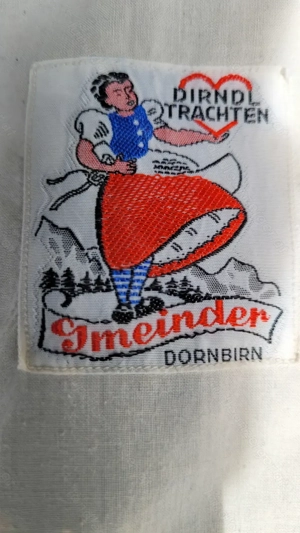 DIRNDL
TRACHTEN
Gmeinder
DORNBIRN